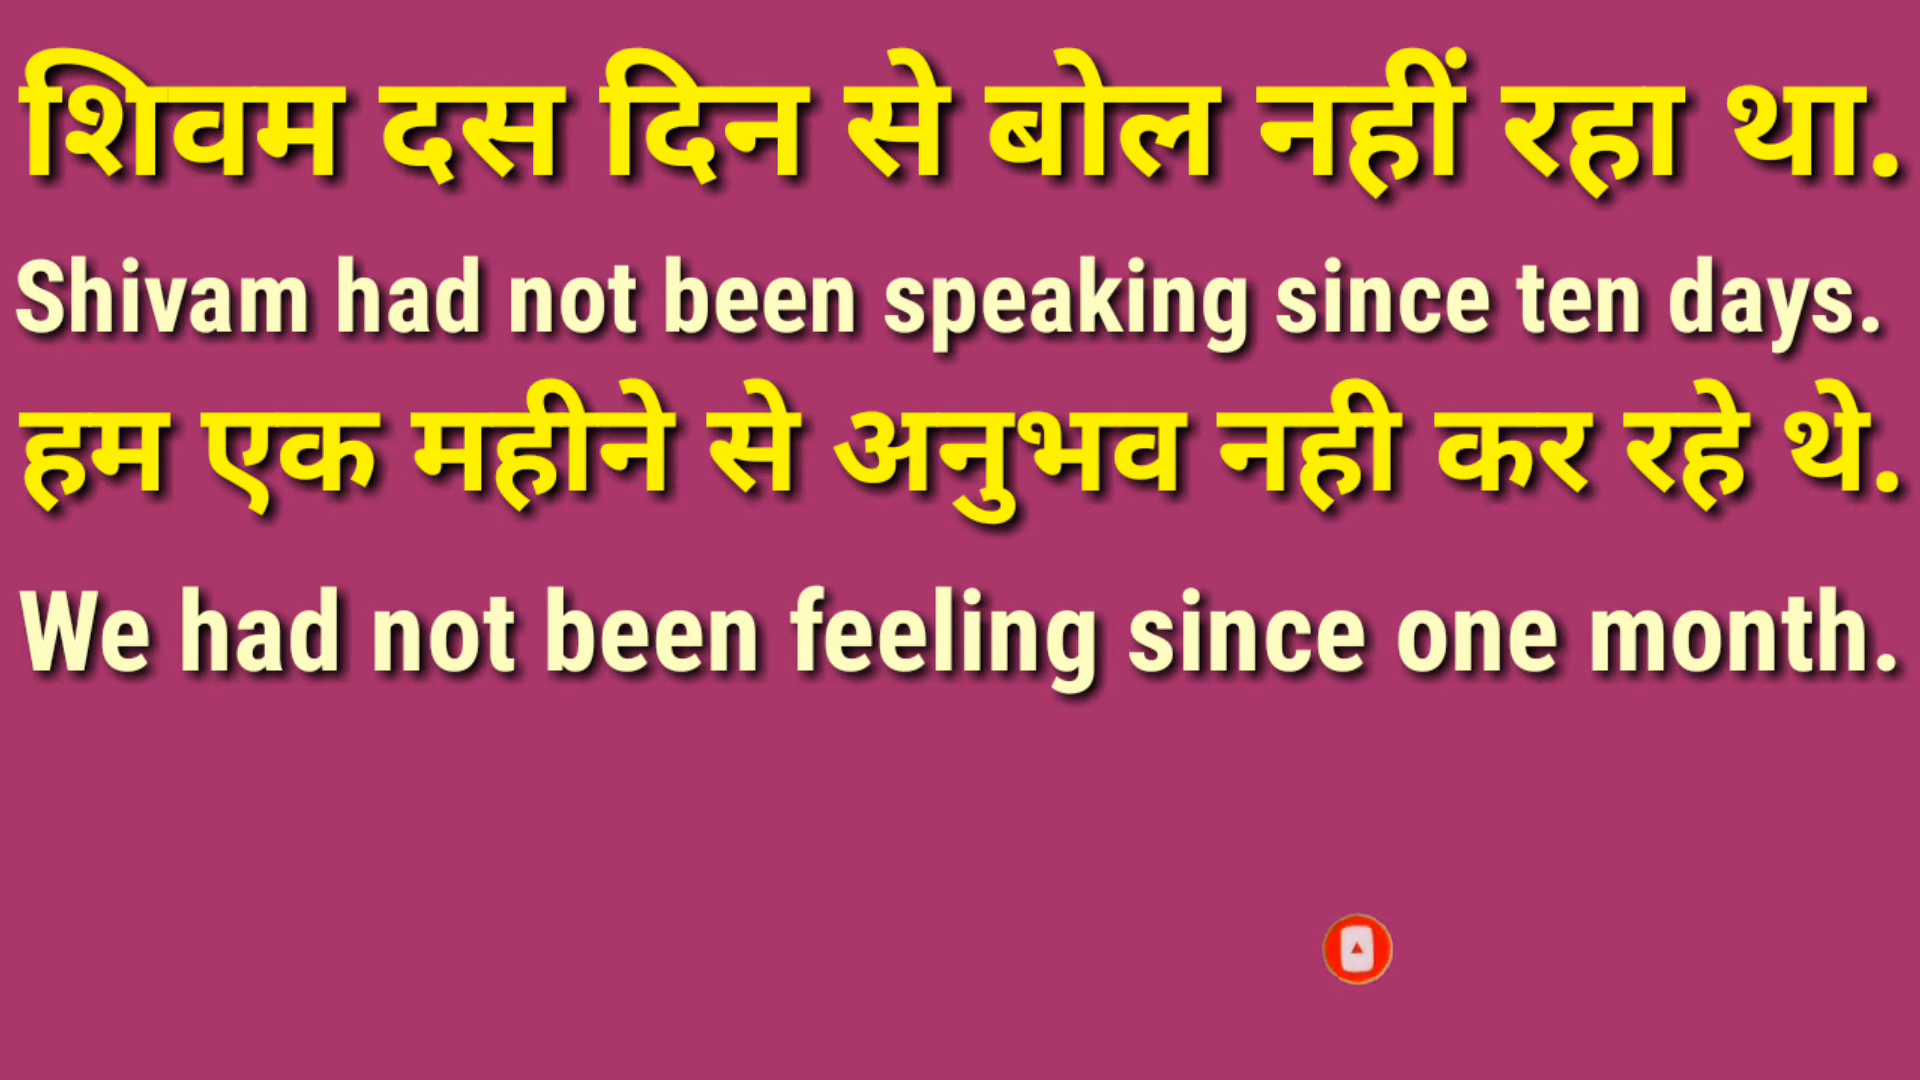 शिवम दस दिन से बोल नहीं रहा था.
Shivam had not been speaking since ten days.
हम एक महीने से अनुभव नही कर रहे थे.
We had not been feeling since one month.